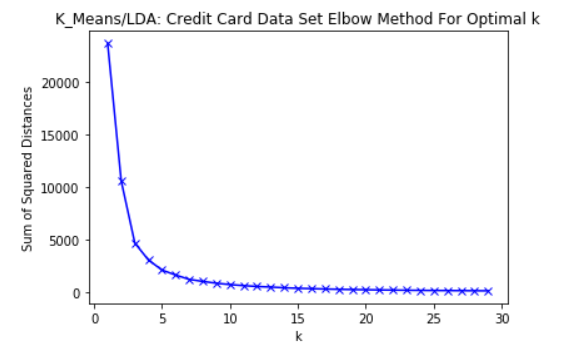 K_Means/LDA: Credit Card Data Set Elbow Method For Optimal k
Sum of Squared Distances
20000
15000
10000
5000
0
0 5 10 15 20 25 30
k